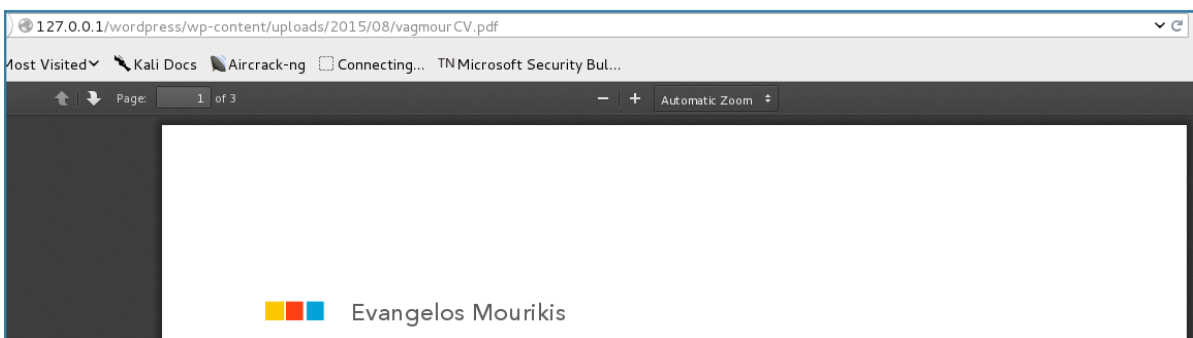 127.0.0.1/wordpress/wp-content/uploads/2015/08/vagmourCV.pdf
Most Visited Kali Docs Aircrack-ng Connecting... TN Microsoft Security Bul...
Page: 1 of 3 Automatic Zoom
Evangelos Mourikis